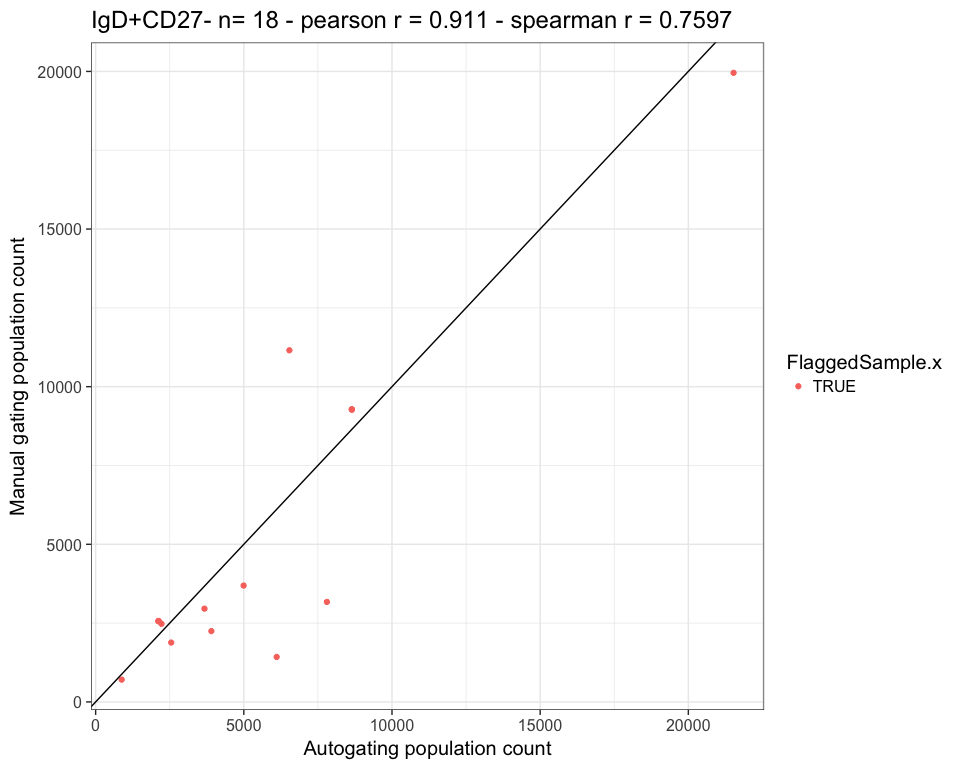 IgD+CD27- n= 18 - pearson r = 0.911 - spearman r = 0.7597
20000
15000
10000
5000
0
Manual gating population count
0 5000 10000 15000 20000
Autogating population count
FlaggedSample.x
TRUE